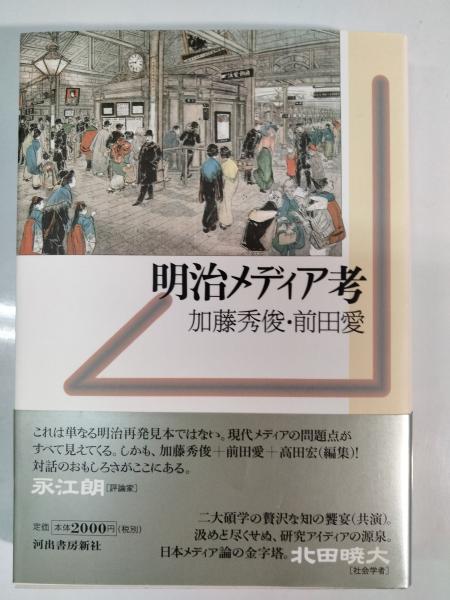 明治メディア考
加藤秀俊・前田愛
これは単なる明治再発見本ではない。現代メディアの問題点が
すべて見えてくる。しかも、加藤秀俊+前田愛+高田宏(編集)!
対話のおもしろさがここにある。
永江朗[評論家]
定価 本体2000円(税別)
河出書房新社
二大碩学の贅沢な知の饗宴(共演)。
汲めど尽くせぬ、研究アイディアの源泉。
日本メディア論の金字塔。 北田暁大
[社会学者]